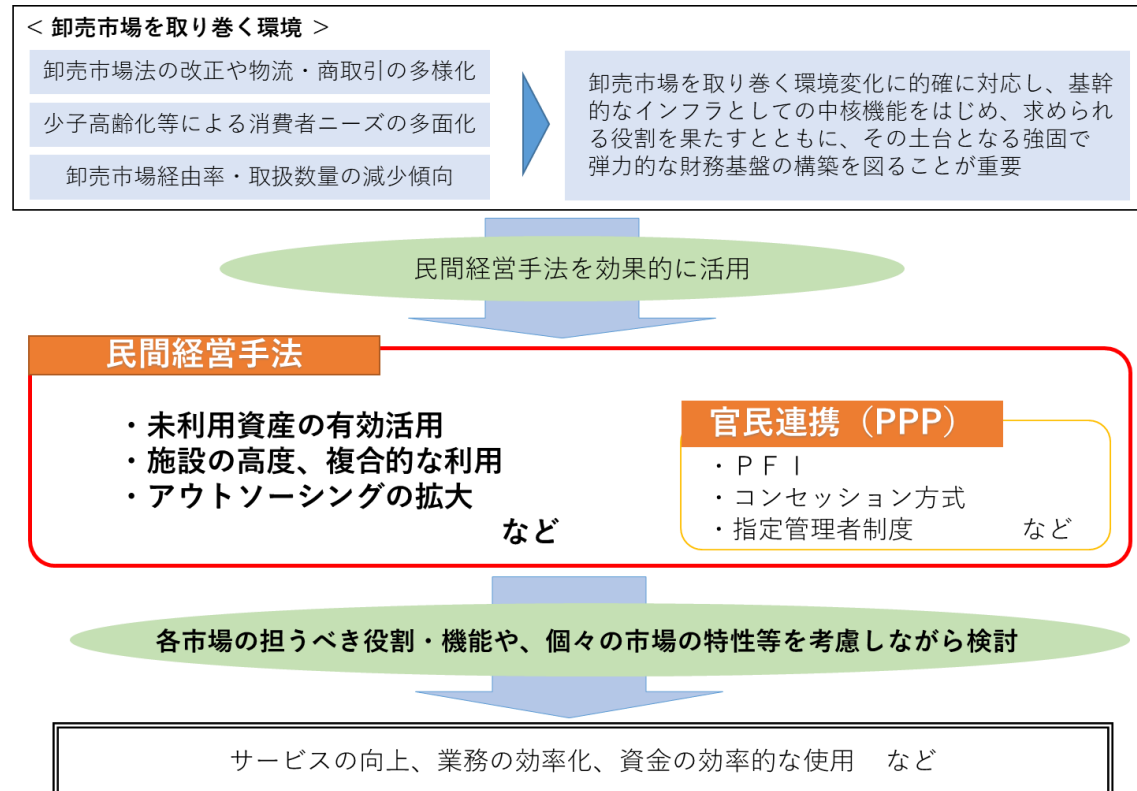 ＜ 卸売市場を取り巻く環境 ＞
卸売市場法の改正や物流・商取引の多様化
少子高齢化等による消費者ニーズの多面化
卸売市場経由率・取扱数量の減少傾向
卸売市場を取り巻く環境変化に的確に対応し、基幹
的なインフラとしての中核機能をはじめ、求められ
る役割を果たすとともに、その土台となる強固で
弾力的な財務基盤の構築を図ることが重要
民間経営手法を効果的に活用
民間経営手法
・未利用資産の有効活用
・施設の高度、複合的な利用
・アウトソーシングの拡大
など
官民連携（PPP）
・ＰＦＩ
・コンセッション方式
・指定管理者制度　　　など
各市場の担うべき役割・機能や、個々の市場の特性等を考慮しながら検討
サービスの向上、業務の効率化、資金の効率的な使用　など